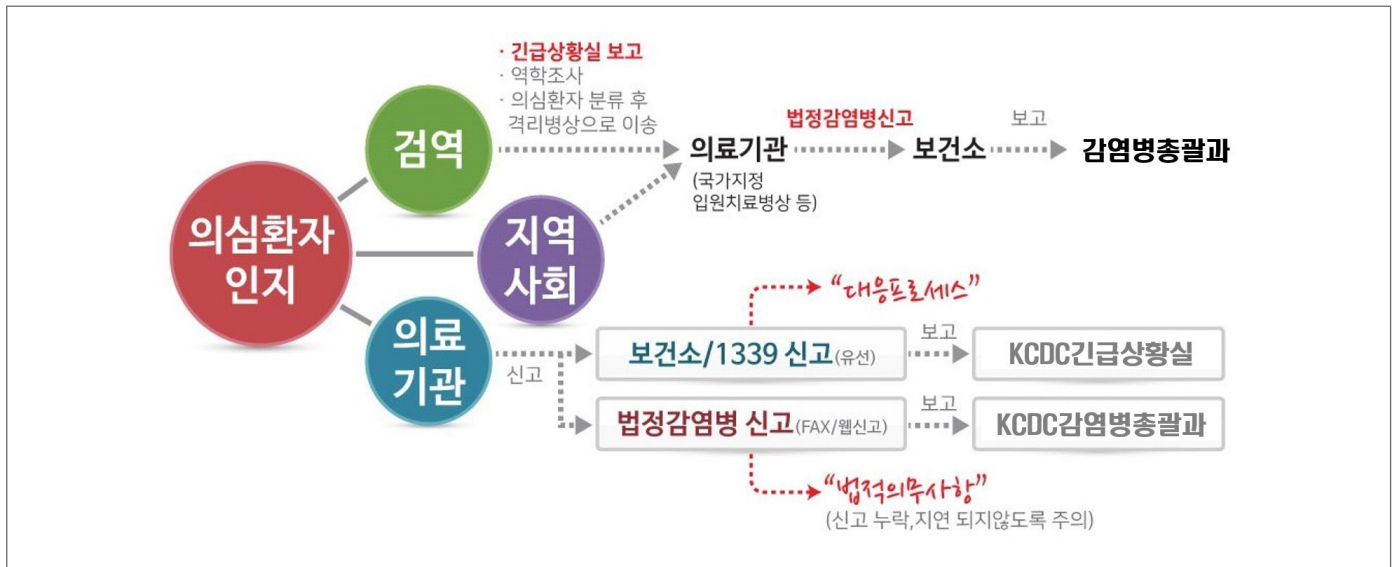 · 긴급상황실 보고
· 역학조사
· 의심환자 분류 후
격리병상으로 이송
검역
법정감염병신고
보고
의료기관
보건소
감염병총괄과
(국가지정
입원치료병상 등)
의심환자
인지
지역
사회
“대응프로세스”
의료
기관
신고
보건소/1339 신고(유선)
보고
KCDC긴급상황실
법정감염병 신고(FAX/웹신고)
보고
KCDC감염병총괄과
“법적의무사항”
(신고 누락,지연 되지않도록 주의)